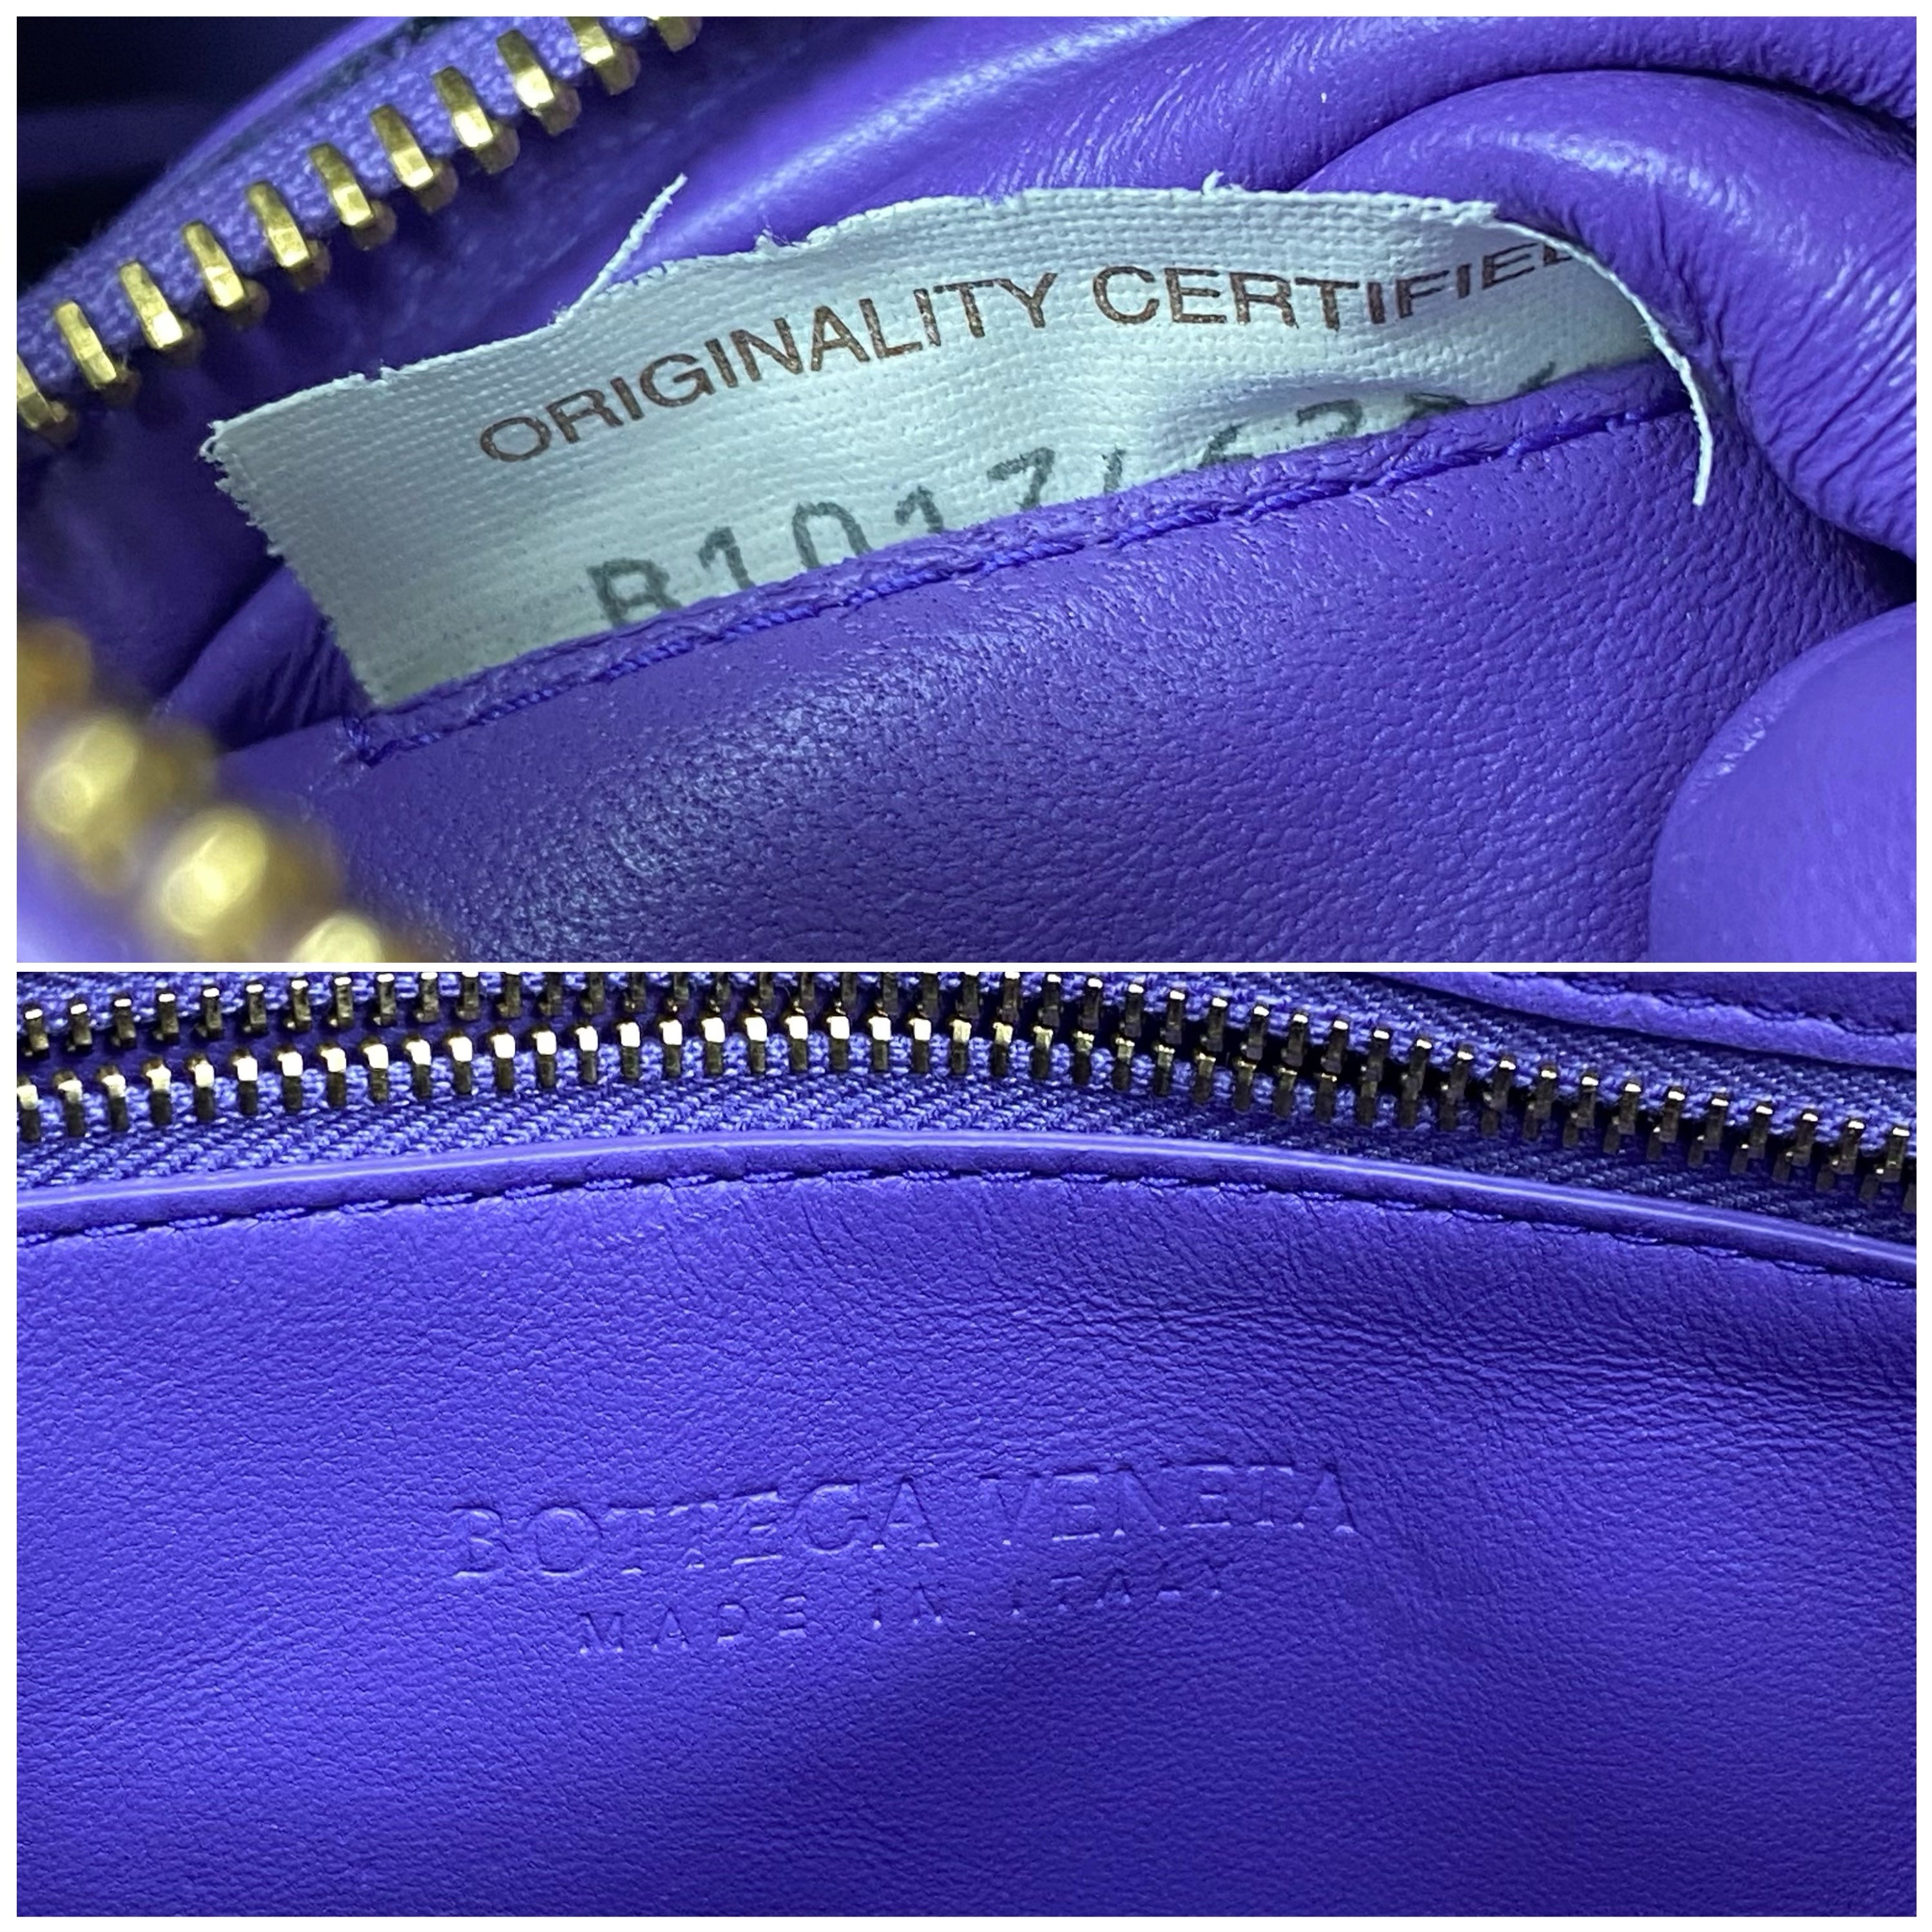 ORIGINALITY CERTIFIED
BOTTEGA VENETA
MADE IN ITALY